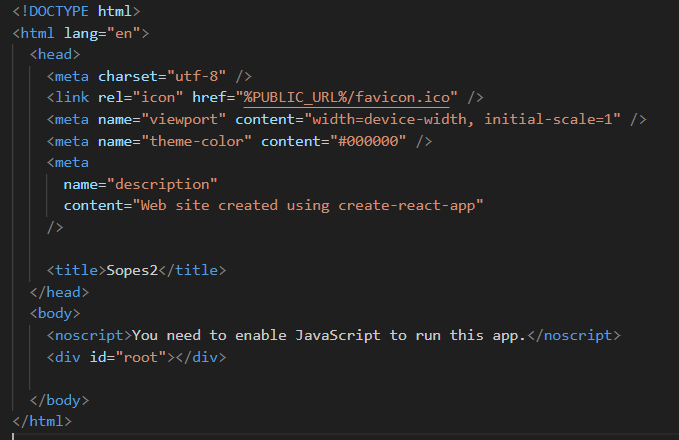 <!DOCTYPE html>
<html lang="en">
  <head>
    <meta charset="utf-8" />
    <link rel="icon" href="%PUBLIC_URL%/favicon.ico" />
    <meta name="viewport" content="width=device-width, initial-scale=1" />
    <meta name="theme-color" content="#000000" />
    <meta
      name="description"
      content="Web site created using create-react-app"
    />
    <title>Sopes2</title>
  </head>
  <body>
    <noscript>You need to enable JavaScript to run this app.</noscript>
    <div id="root"></div>
  </body>
</html>